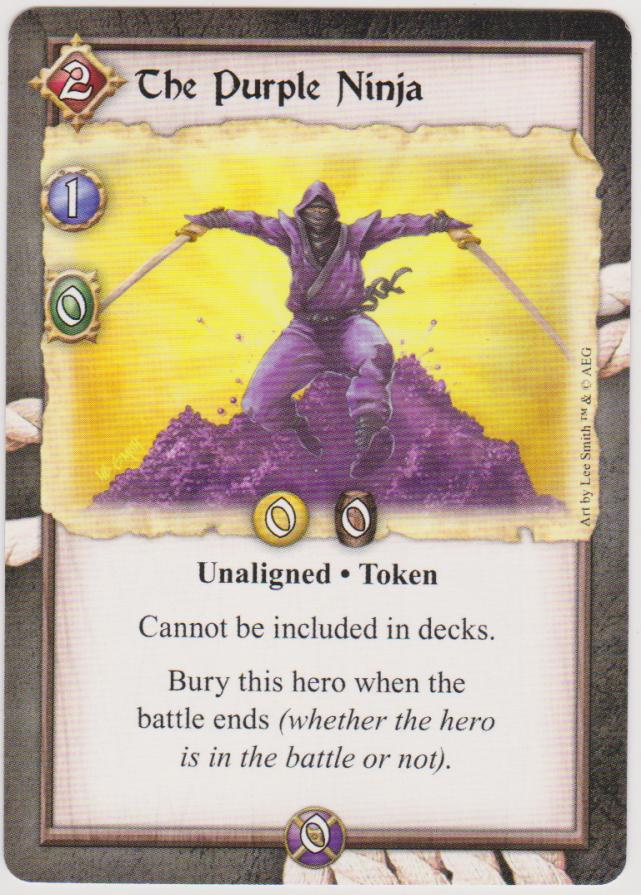 2 The Purple Ninja
1
0
Art by Lee Smith ™ & © AEG
0 0
Unaligned • Token
Cannot be included in decks.
Bury this hero when the
battle ends (whether the hero
is in the battle or not).
0